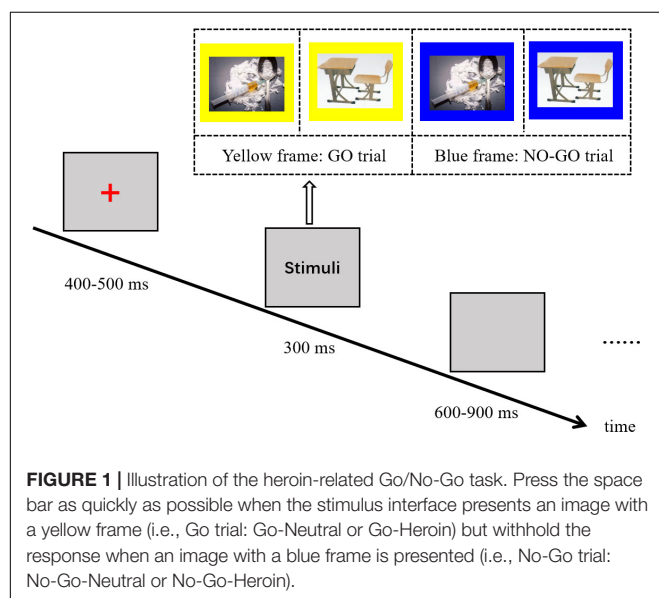 Yellow frame: GO trial
Blue frame: NO-GO trial
+
400-500 ms
Stimuli
300 ms
600-900 ms
......
time
FIGURE 1 | Illustration of the heroin-related Go/No-Go task. Press the space
bar as quickly as possible when the stimulus interface presents an image with
a yellow frame (i.e., Go trial: Go-Neutral or Go-Heroin) but withhold the
response when an image with a blue frame is presented (i.e., No-Go trial:
No-Go-Neutral or No-Go-Heroin).